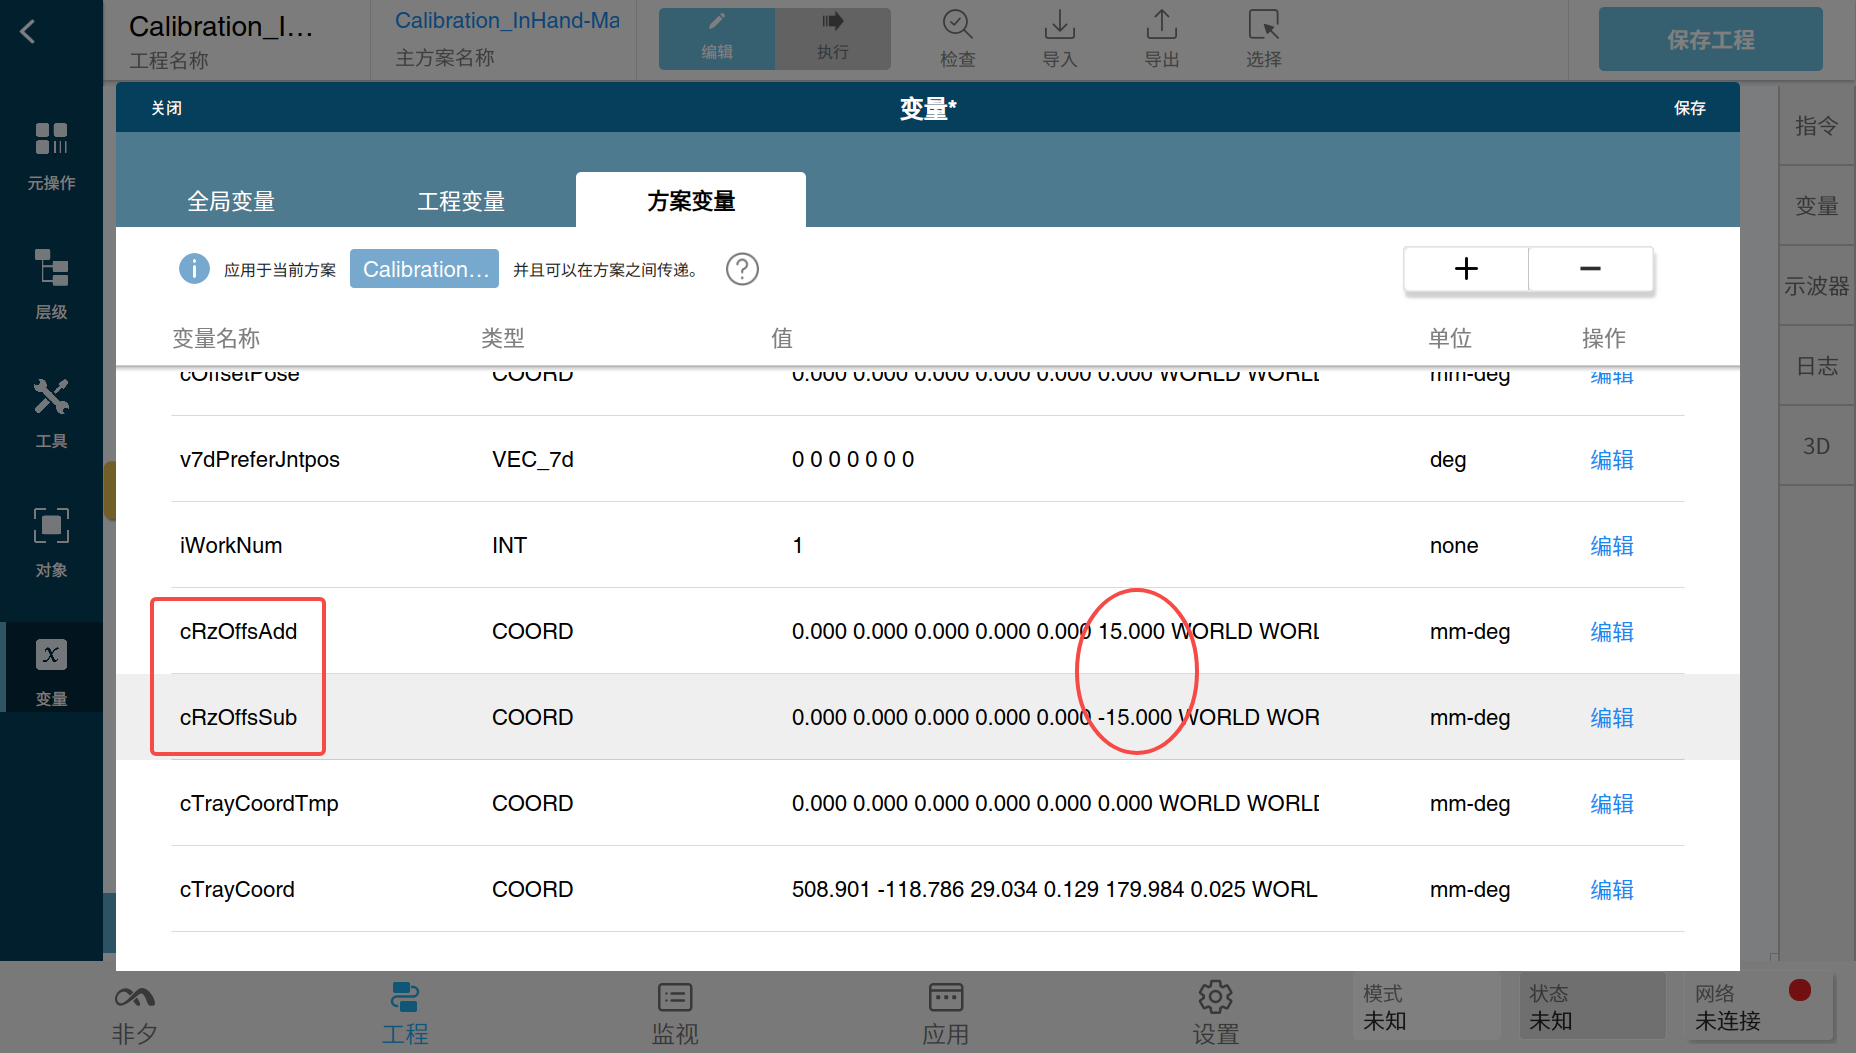 Calibration_I...
工程名称
Calibration_InHand-Ma
主方案名称
编辑
执行
检查
导入
导出
选择
保存工程
关闭
变量*
保存
全局变量
工程变量
方案变量
应用于当前方案
Calibration...
并且可以在方案之间传递。
+
−
变量名称
类型
值
单位
操作
cOffsetPose
COORD
0.000 0.000 0.000 0.000 0.000 0.000 WORLD WORL
mm-deg
编辑
v7dPreferJntpos
VEC_7d
0 0 0 0 0 0 0
deg
编辑
iWorkNum
INT
1
none
编辑
cRzOffsAdd
COORD
0.000 0.000 0.000 0.000 0.000 15.000 WORLD WORL
mm-deg
编辑
cRzOffsSub
COORD
0.000 0.000 0.000 0.000 0.000 -15.000 WORLD WOR
mm-deg
编辑
cTrayCoordTmp
COORD
0.000 0.000 0.000 0.000 0.000 0.000 WORLD WORLD
mm-deg
编辑
cTrayCoord
COORD
508.901 -118.786 29.034 0.129 179.984 0.025 WORL
mm-deg
编辑
元操作
层级
工具
对象
x
变量
指令
变量
示波器
日志
3D
非夕
工程
监视
应用
设置
模式
未知
状态
未知
网络
未连接